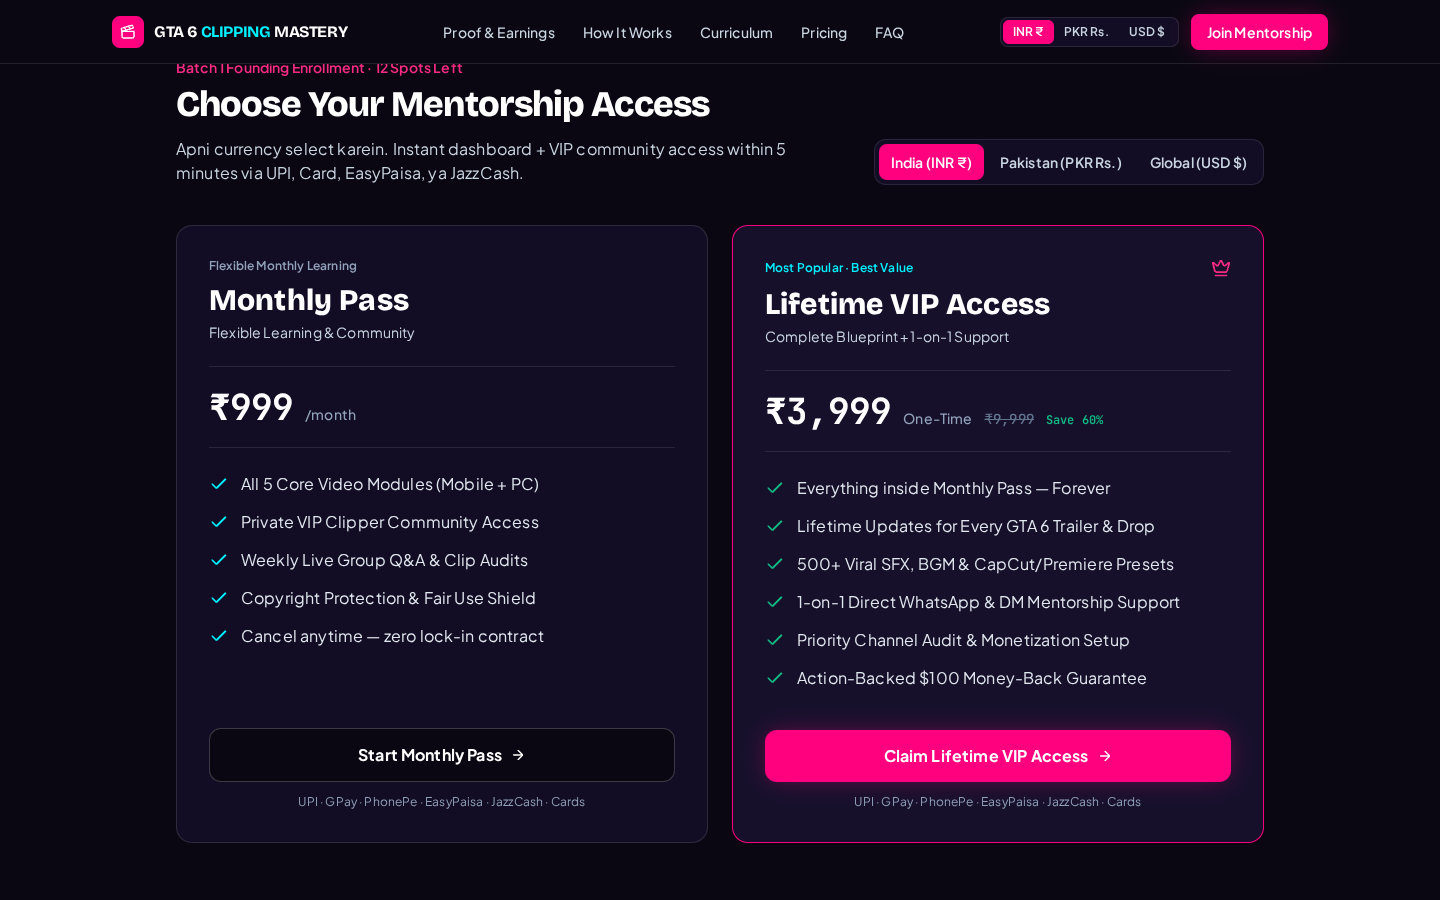 GTA 6 CLIPPING MASTERY
Proof & Earnings
How It Works
Curriculum
Pricing
FAQ
INR ₹
PKR Rs.
USD $
Join Mentorship
Batch 1 Founding Enrollment · 12 Spots Left
Choose Your Mentorship Access
Apni currency select karein. Instant dashboard + VIP community access within 5
minutes via UPI, Card, EasyPaisa, ya JazzCash.
India (INR ₹)
Pakistan (PKR Rs.)
Global (USD $)
Flexible Monthly Learning
Monthly Pass
Flexible Learning & Community
₹999 /month
All 5 Core Video Modules (Mobile + PC)
Private VIP Clipper Community Access
Weekly Live Group Q&A & Clip Audits
Copyright Protection & Fair Use Shield
Cancel anytime — zero lock-in contract
Start Monthly Pass →
UPI · GPay · PhonePe · EasyPaisa · JazzCash · Cards
Most Popular · Best Value
Lifetime VIP Access
Complete Blueprint + 1-on-1 Support
₹3,999 One-Time ₹9,999 Save 60%
Everything inside Monthly Pass — Forever
Lifetime Updates for Every GTA 6 Trailer & Drop
500+ Viral SFX, BGM & CapCut/Premiere Presets
1-on-1 Direct WhatsApp & DM Mentorship Support
Priority Channel Audit & Monetization Setup
Action-Backed $100 Money-Back Guarantee
Claim Lifetime VIP Access →
UPI · GPay · PhonePe · EasyPaisa · JazzCash · Cards